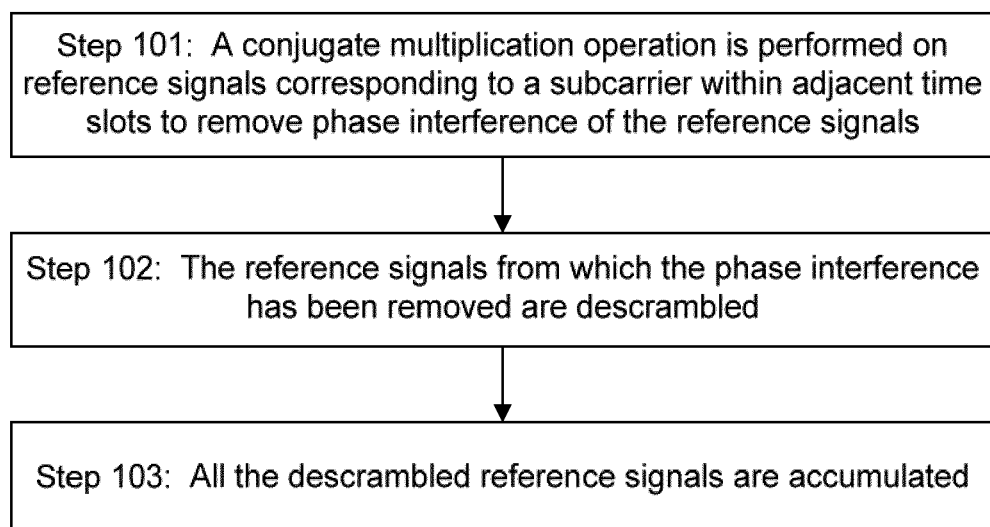 Step 101: A conjugate multiplication operation is performed on
reference signals corresponding to a subcarrier within adjacent time
slots to remove phase interference of the reference signals
Step 102: The reference signals from which the phase interference
has been removed are descrambled
Step 103: All the descrambled reference signals are accumulated